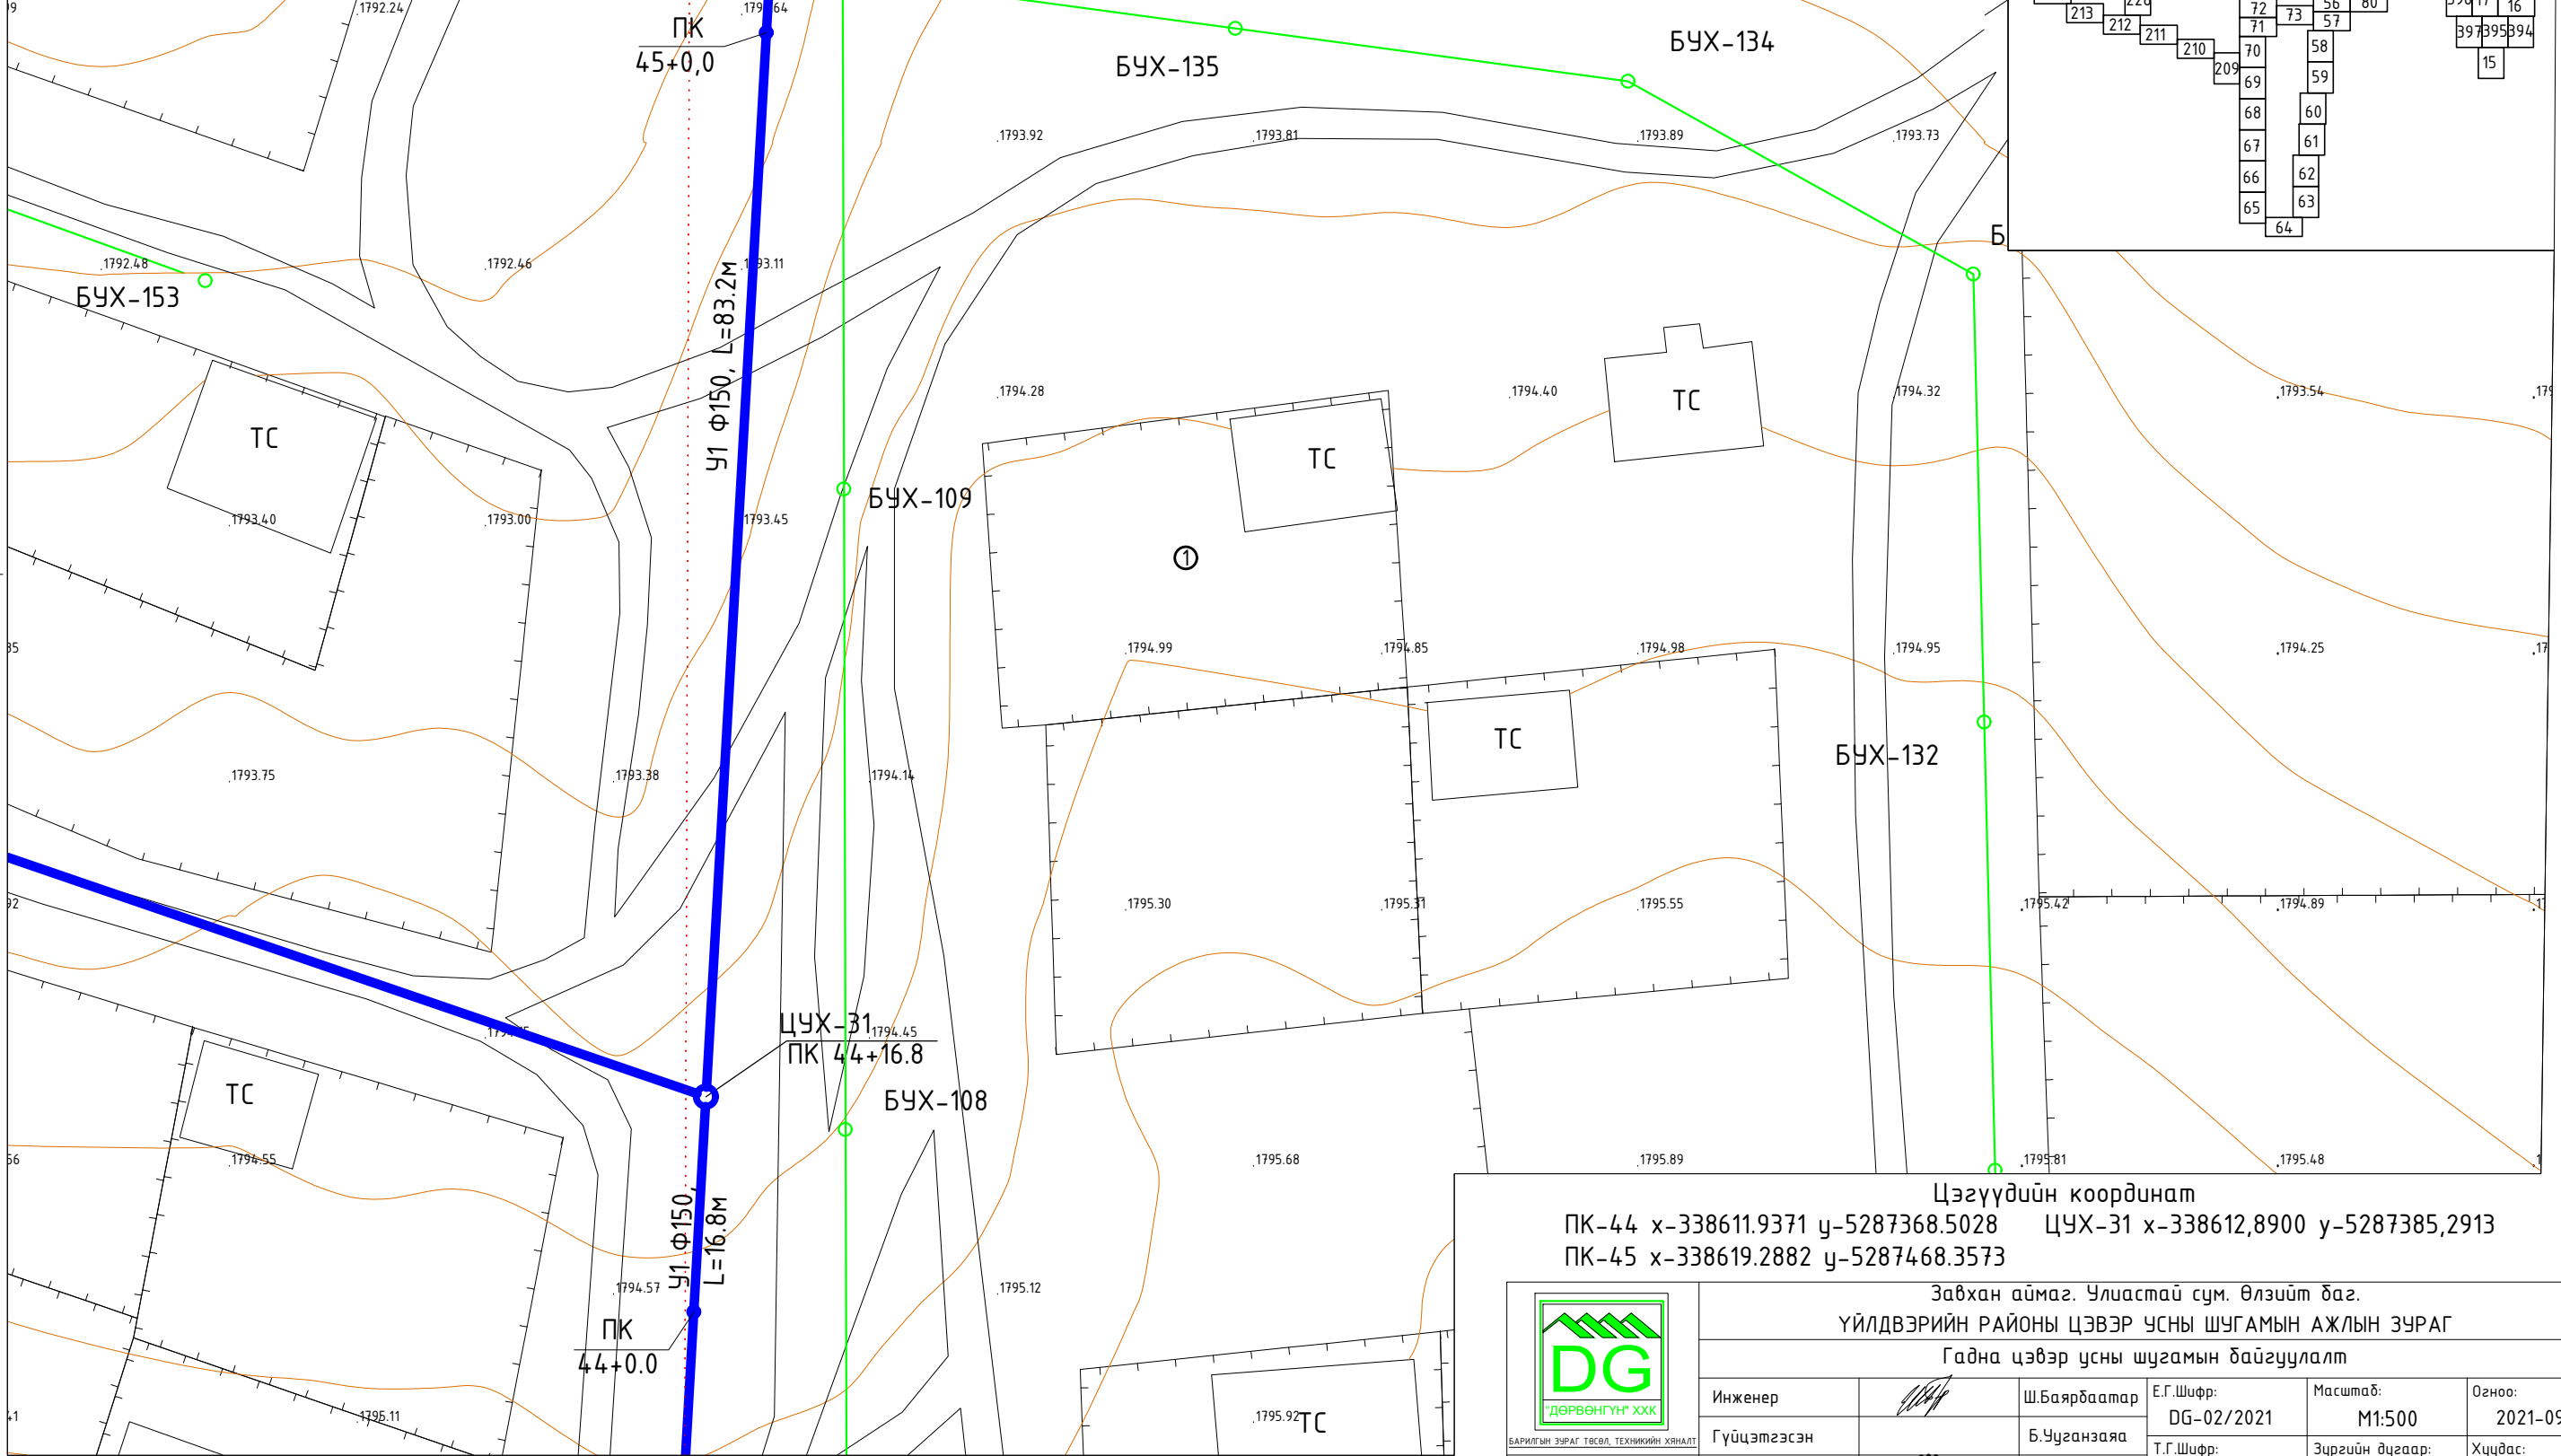 1792.24
ПК
45+0,0
БУХ-135
БУХ-134
1793.92
1793.81
1793.89
1793.73
213
212
211
210
209
72
71
70
69
68
67
66
65
64
73
56
57
58
59
60
61
62
63
80
17
16
397
395
394
15
1792.48
1792.46
1793.11
БУХ-153
У1 Ф150, L=83.2м
ТС
ТС
ТС
1794.28
1794.40
1794.32
1793.54
1793.40
1793.00
1793.45
БУХ-109
1
1794.99
1794.85
1794.98
1794.95
1794.25
ТС
БУХ-132
1793.75
1793.38
1794.14
1795.30
1795.31
1795.55
1795.42
1794.89
ЦУХ-31
ПК 44+16.8
1794.45
ТС
БУХ-108
1794.55
1795.68
1795.89
1795.81
1795.48
У1 Ф150,
L=16.8м
1794.57
1795.12
ПК
44+0.0
1795.11
1795.92
ТС
Цэгүүдийн координат
ПК-44 x-338611.9371 y-5287368.5028 ЦУХ-31 x-338612,8900 y-5287385,2913
ПК-45 x-338619.2882 y-5287468.3573
DG
"ДӨРВӨНГҮН" ХХК
БАРИЛГЫН ЗУРАГ ТӨСӨЛ, ТЕХНИКИЙН ХЯНАЛТ
Завхан аймаг. Улиастай сум. Өлзийт баг.
ҮЙЛДВЭРИЙН РАЙОНЫ ЦЭВЭР УСНЫ ШУГАМЫН АЖЛЫН ЗУРАГ
Гадна цэвэр усны шугамын байгуулалт
Инженер
Ш.Баярбаатар
Е.Г.Шифр:
DG-02/2021
Масштаб:
М1:500
Огноо:
2021-09
Гүйцэтгэсэн
Б.Ууганзаяа
Т.Г.Шифр:
Зургийн дугаар:
Хуудас: